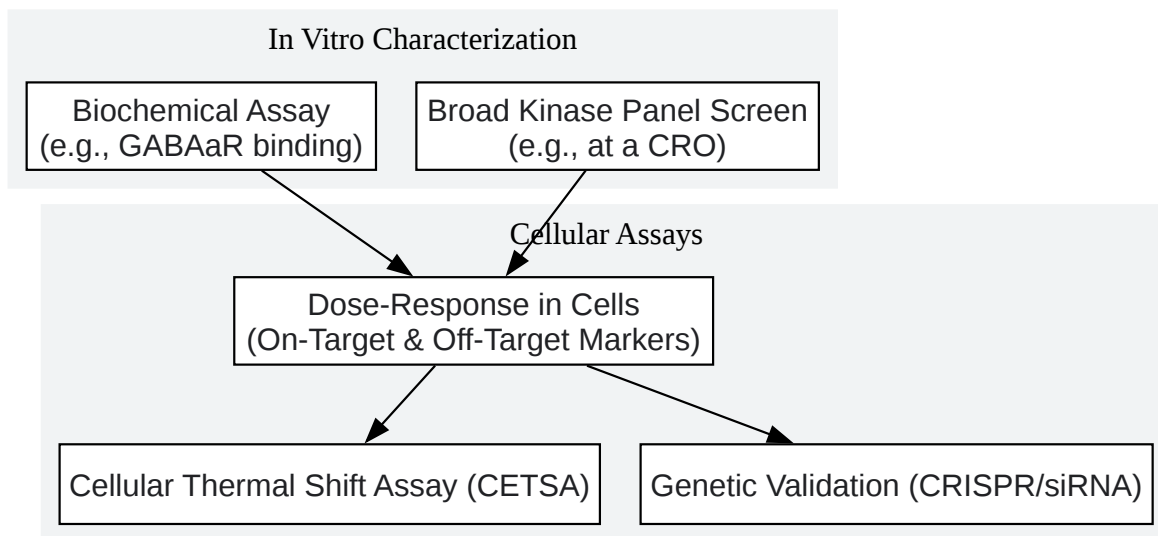 In Vitro Characterization
Biochemical Assay
(e.g., GABAaR binding)
Broad Kinase Panel Screen
(e.g., at a CRO)
Cellular Assays
Dose-Response in Cells
(On-Target & Off-Target Markers)
Cellular Thermal Shift Assay (CETSA)
Genetic Validation (CRISPR/siRNA)